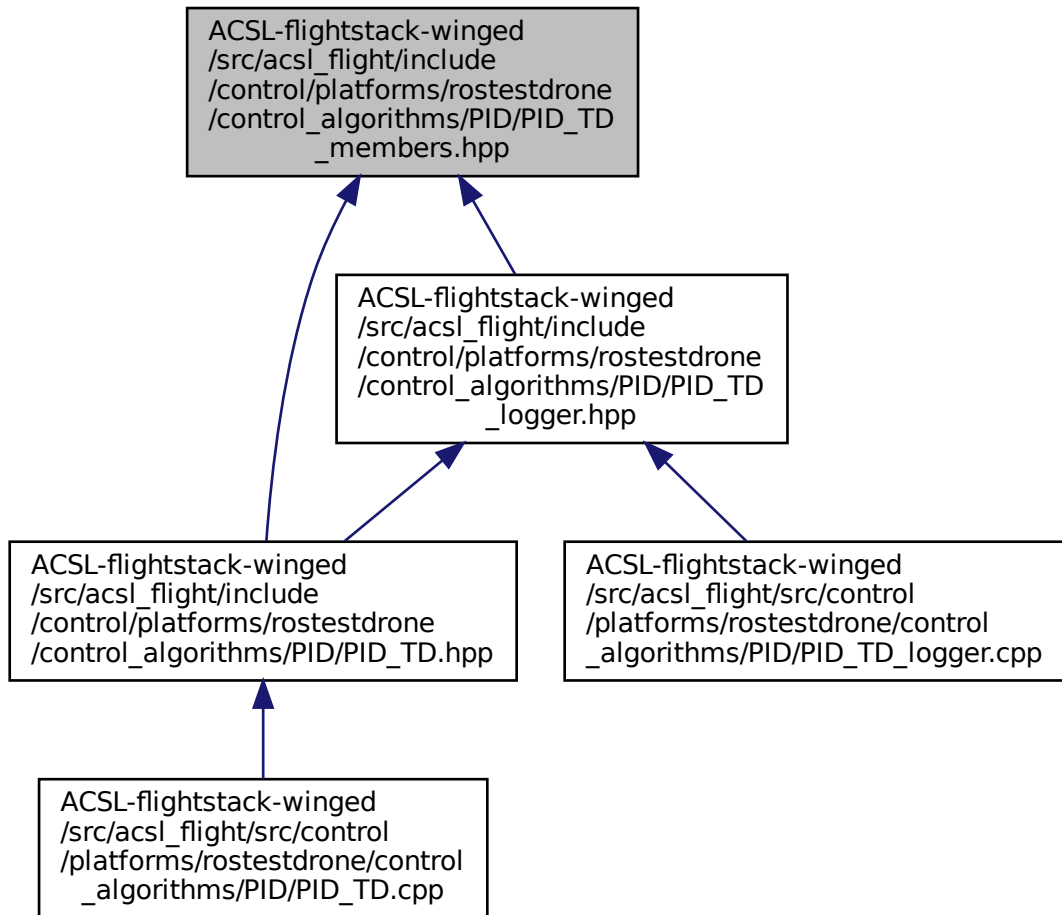 ACSL-flightstack-winged
/src/acsl_flight/include
/control/platforms/rostestdrone
/control_algorithms/PID/PID_TD
_members.hpp
ACSL-flightstack-winged
/src/acsl_flight/include
/control/platforms/rostestdrone
/control_algorithms/PID/PID_TD
_logger.hpp
ACSL-flightstack-winged
/src/acsl_flight/include
/control/platforms/rostestdrone
/control_algorithms/PID/PID_TD.hpp
ACSL-flightstack-winged
/src/acsl_flight/src/control
/platforms/rostestdrone/control
_algorithms/PID/PID_TD_logger.cpp
ACSL-flightstack-winged
/src/acsl_flight/src/control
/platforms/rostestdrone/control
_algorithms/PID/PID_TD.cpp